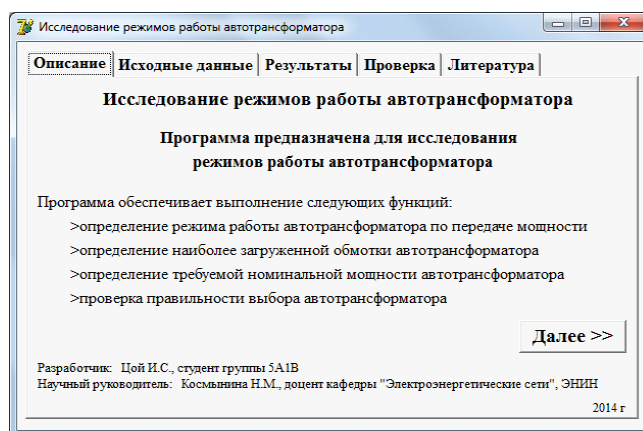 Исследование режимов работы автотрансформатора
Описание Исходные данные Результаты Проверка Литература
Исследование режимов работы автотрансформатора
Программа предназначена для исследования
режимов работы автотрансформатора
Программа обеспечивает выполнение следующих функций:
>определение режима работы автотрансформатора по передаче мощности
>определение наиболее загруженной обмотки автотрансформатора
>определение требуемой номинальной мощности автотрансформатора
>проверка правильности выбора автотрансформатора
Далее >>
Разработчик: Цой И.С., студент группы 5А1В
Научный руководитель: Космынина Н.М., доцент кафедры "Электроэнергетические сети", ЭНИН
2014 г